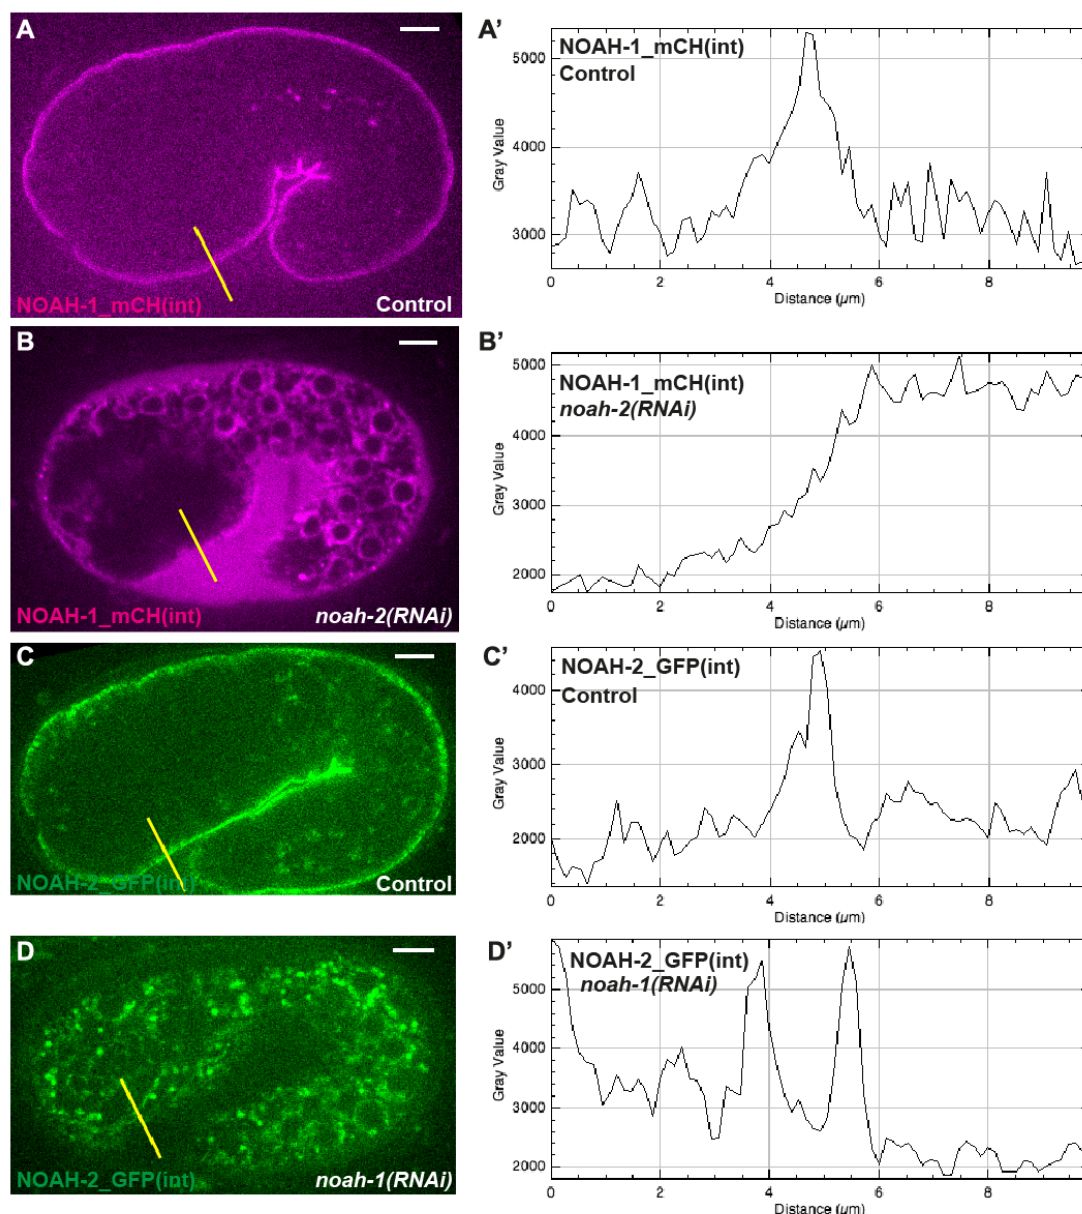 A
NOAH-1_mCH(int)
Control
A'
NOAH-1_mCH(int)
Control
Gray Value
5000
4000
3000
0 2 4 6 8
Distance (µm)
B
NOAH-1_mCH(int)
noah-2(RNAi)
B'
NOAH-1_mCH(int)
noah-2(RNAi)
Gray Value
5000
4000
3000
2000
0 2 4 6 8
Distance (µm)
C
NOAH-2_GFP(int)
Control
C'
NOAH-2_GFP(int)
Control
Gray Value
4000
3000
2000
0 2 4 6 8
Distance (µm)
D
NOAH-2_GFP(int)
noah-1(RNAi)
D'
NOAH-2_GFP(int)
noah-1(RNAi)
Gray Value
5000
4000
3000
2000
0 2 4 6 8
Distance (µm)